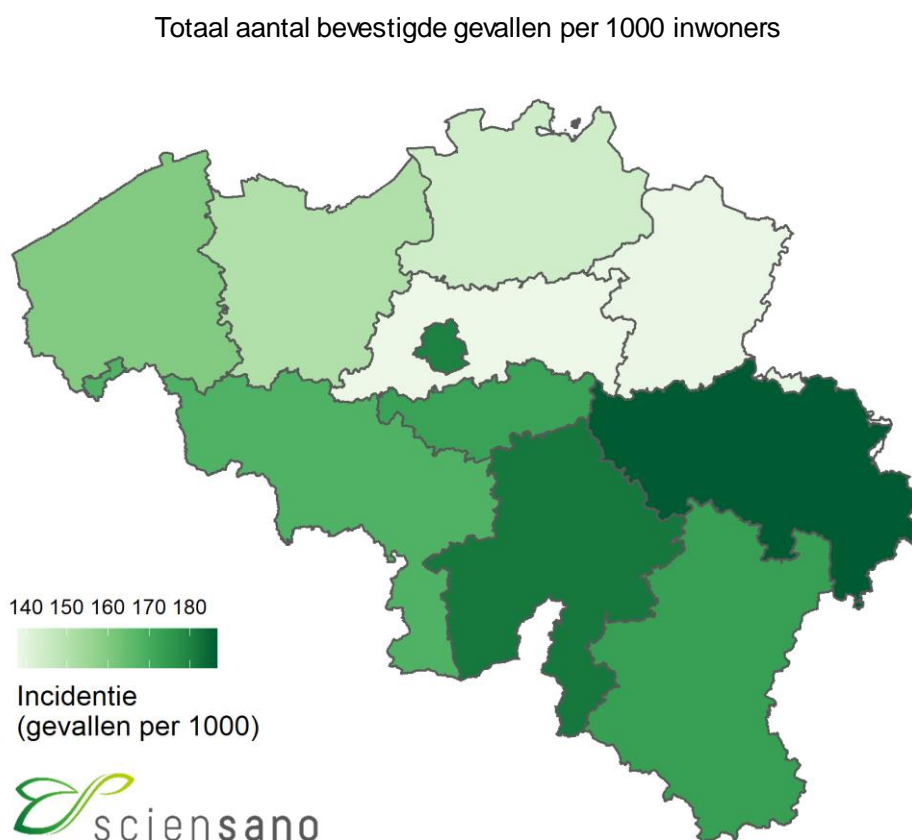 Totaal aantal bevestigde gevallen per 1000 inwoners
140 150 160 170 180
Incidentie
(gevallen per 1000)
sciensano